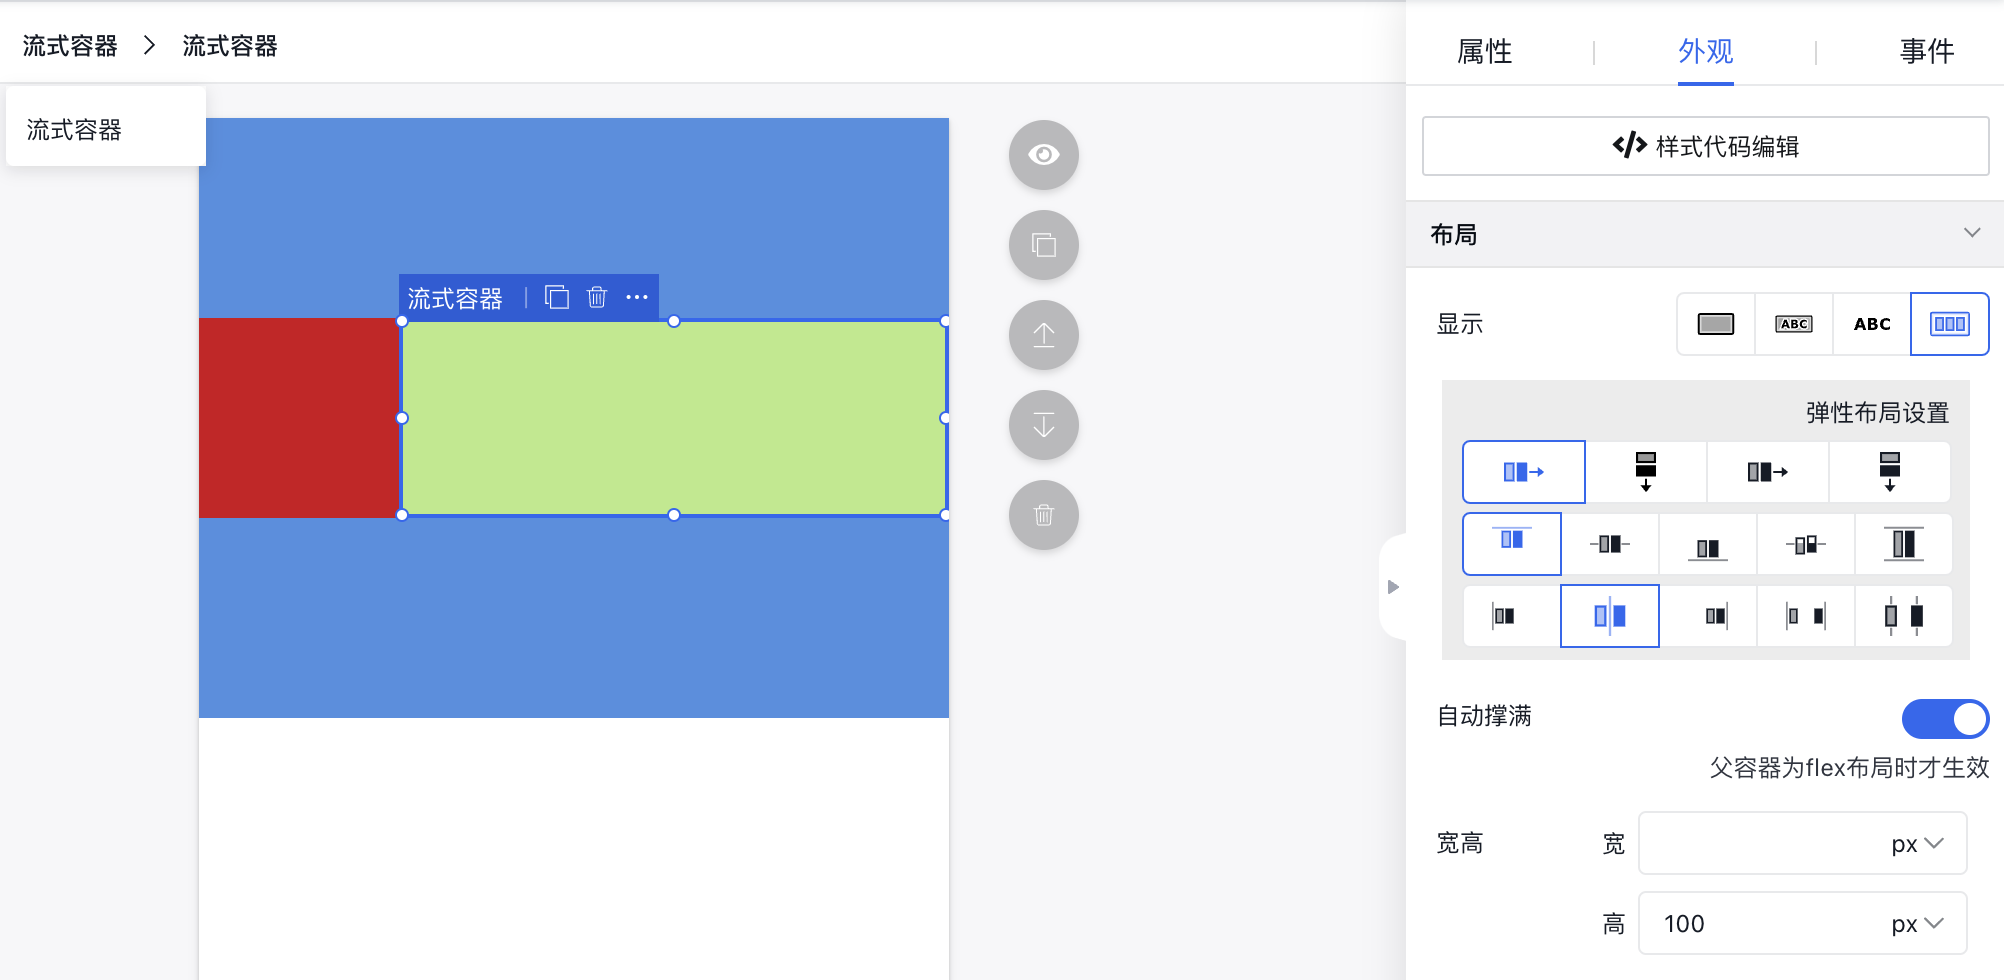 流式容器 > 流式容器
流式容器
流式容器
属性
外观
事件
</> 样式代码编辑
布局
显示
ABC
ABC
弹性布局设置
自动撑满
父容器为flex布局时才生效
宽高
宽
px
高
100
px